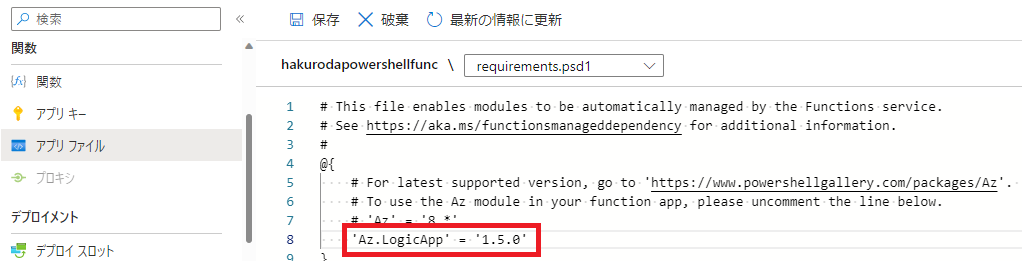 検索
«
保存
破棄
最新の情報に更新
関数
関数
アプリ キー
アプリ ファイル
プロキシ
デプロイメント
デプロイ スロット
hakurodapowershellfunc \ requirements.psd1
1 # This file enables modules to be automatically managed by the Functions service.
2 # See https://aka.ms/functionsmanageddependency for additional information.
3 #
4 @{
5 # For latest supported version, go to 'https://www.powershellgallery.com/packages/Az'.
6 # To use the Az module in your function app, please uncomment the line below.
7 # 'Az' = '8.*'
8 'Az.LogicApp' = '1.5.0'
9 }